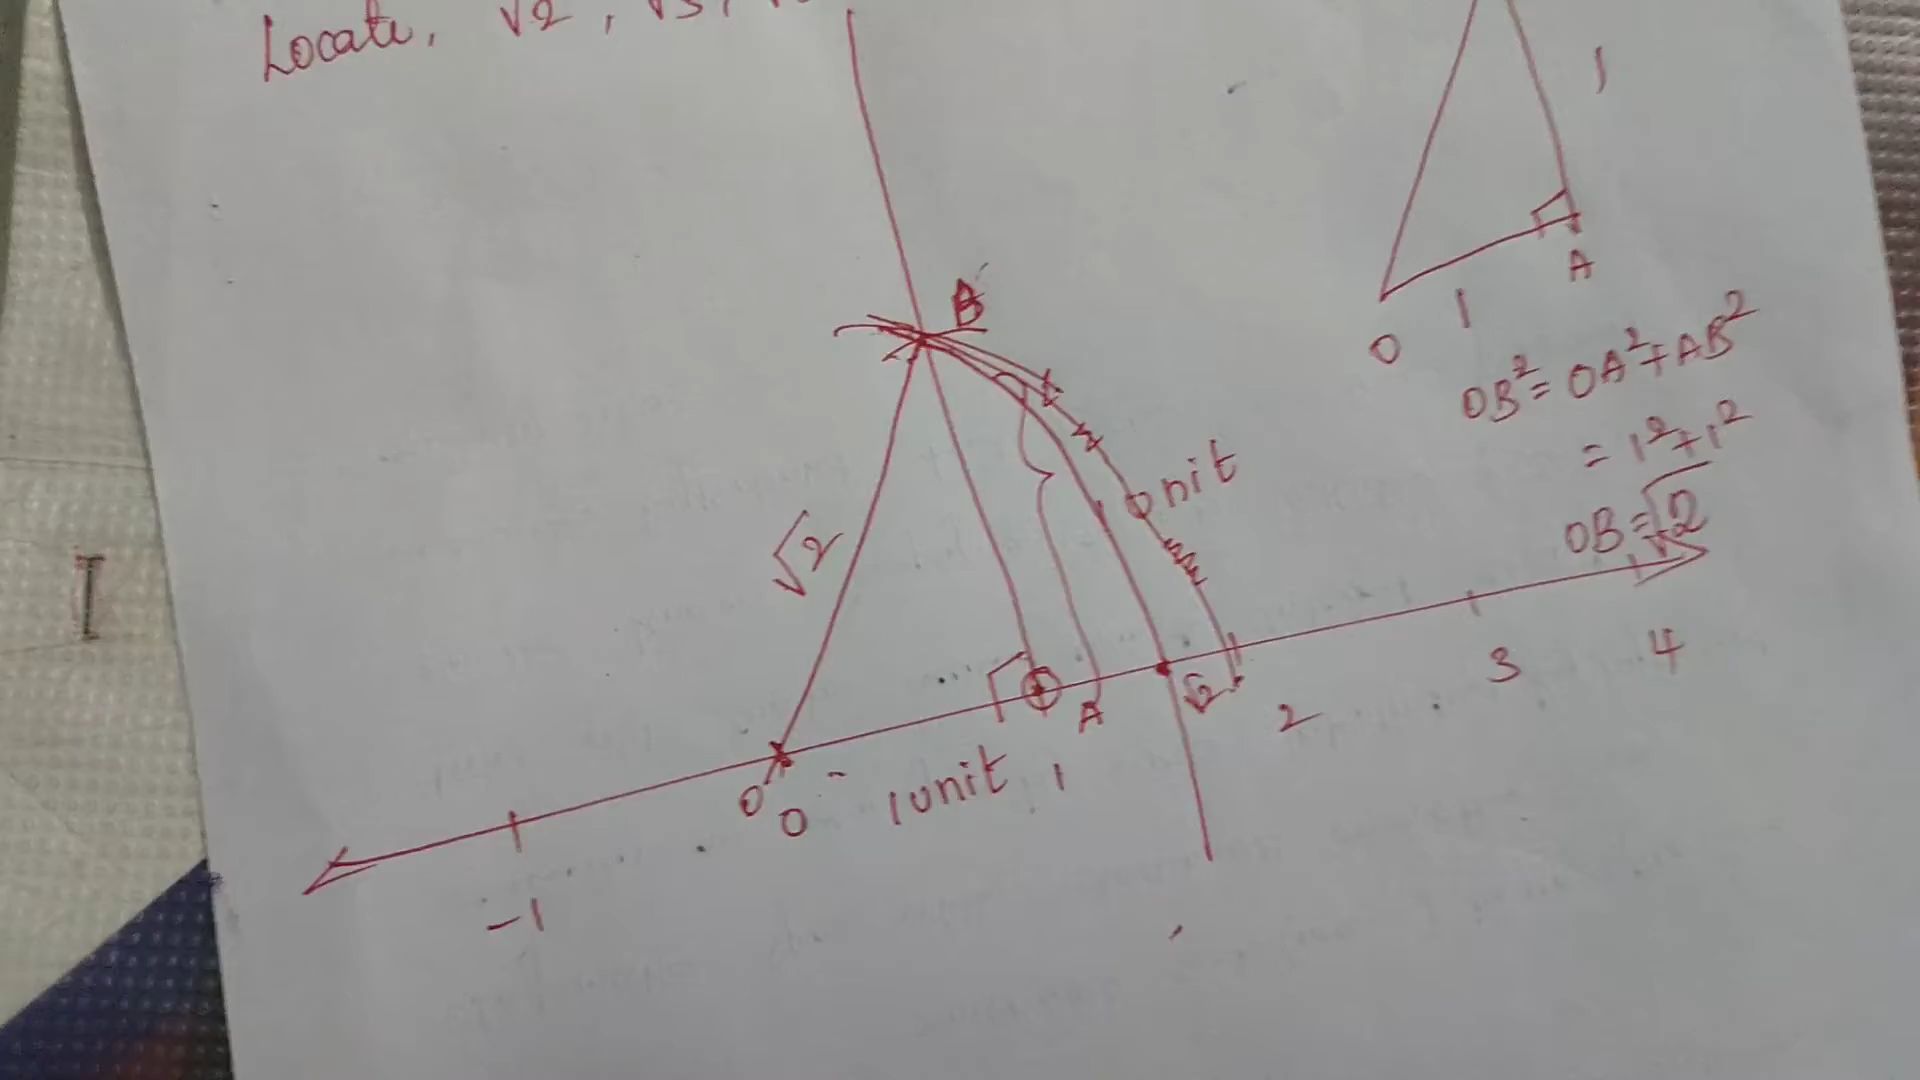 Locate, √2, √3,
1
A
O
1
B
OB² = OA² + AB²
= 1² + 1²
OB = √2
unit
√2
A
√2
2
3
4
O
O
1 unit
1
-1